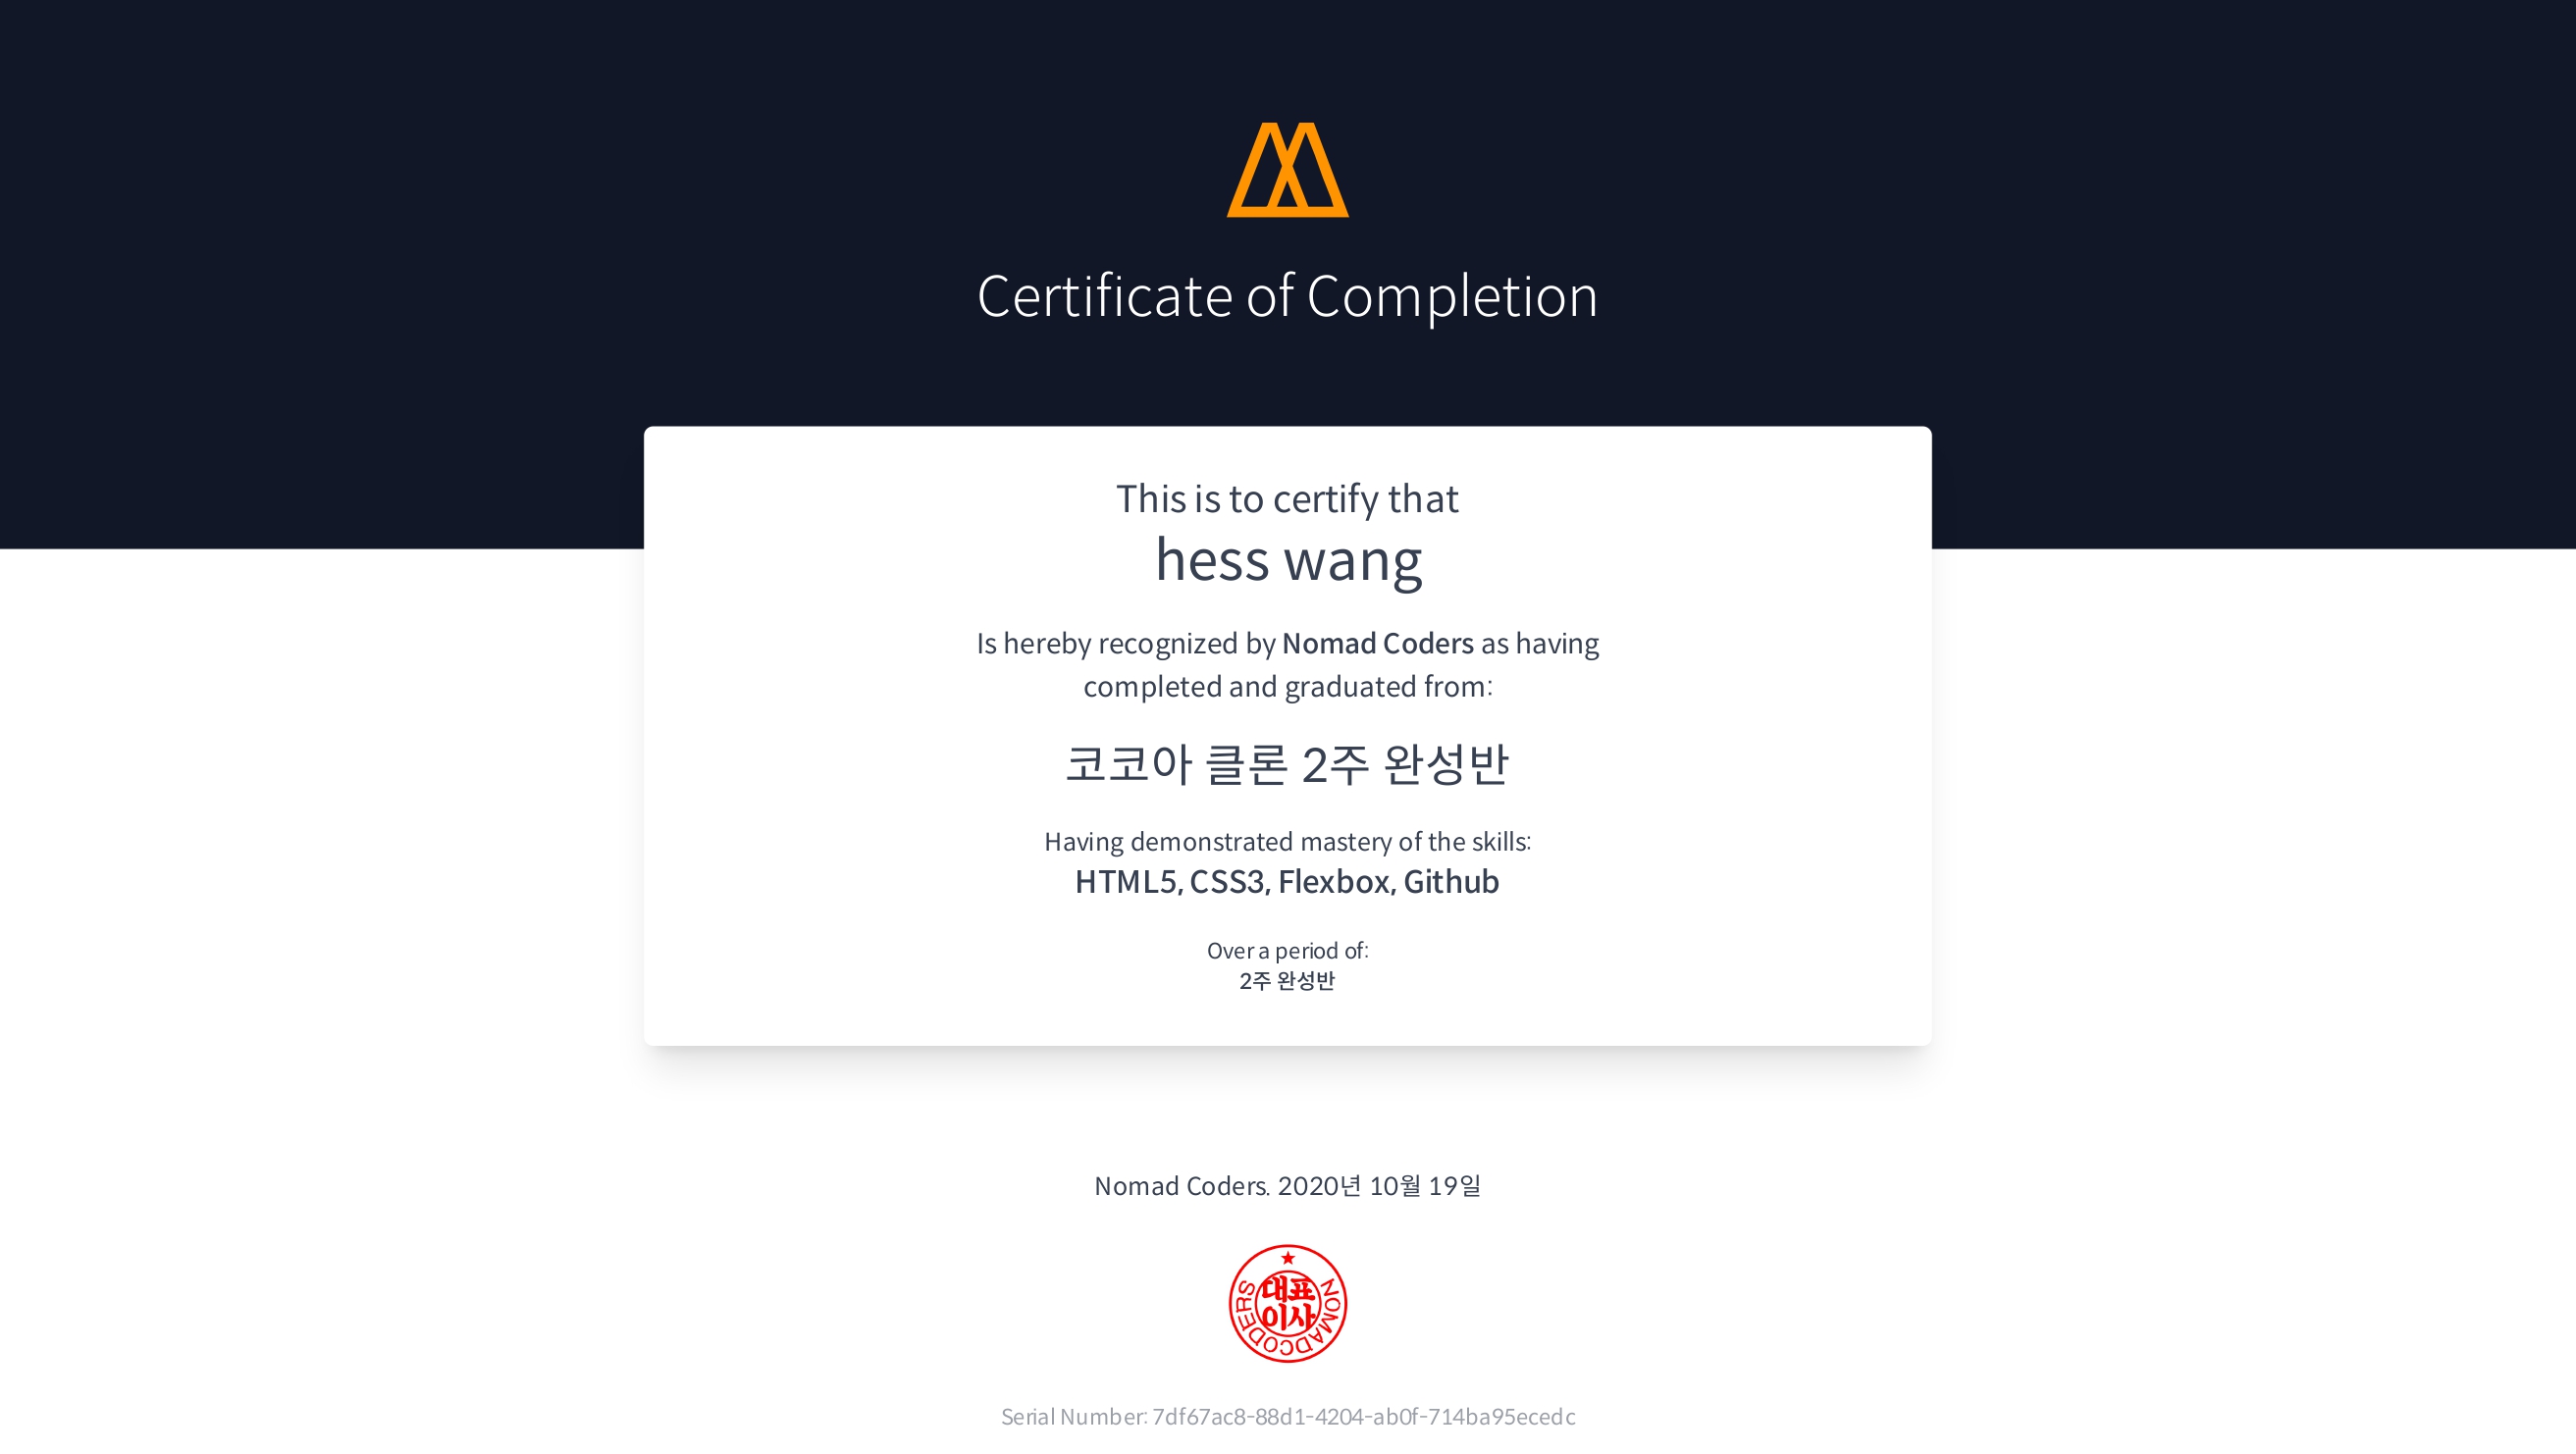 Certificate of Completion
This is to certify that
hess wang
Is hereby recognized by Nomad Coders as having
completed and graduated from:
코코아 클론 2주 완성반
Having demonstrated mastery of the skills:
HTML5, CSS3, Flexbox, Github
Over a period of:
2주 완성반
Nomad Coders. 2020년 10월 19일
대표
이사
NOMADCODERS
Serial Number: 7df67ac8-88d1-4204-ab0f-714ba95ecedc